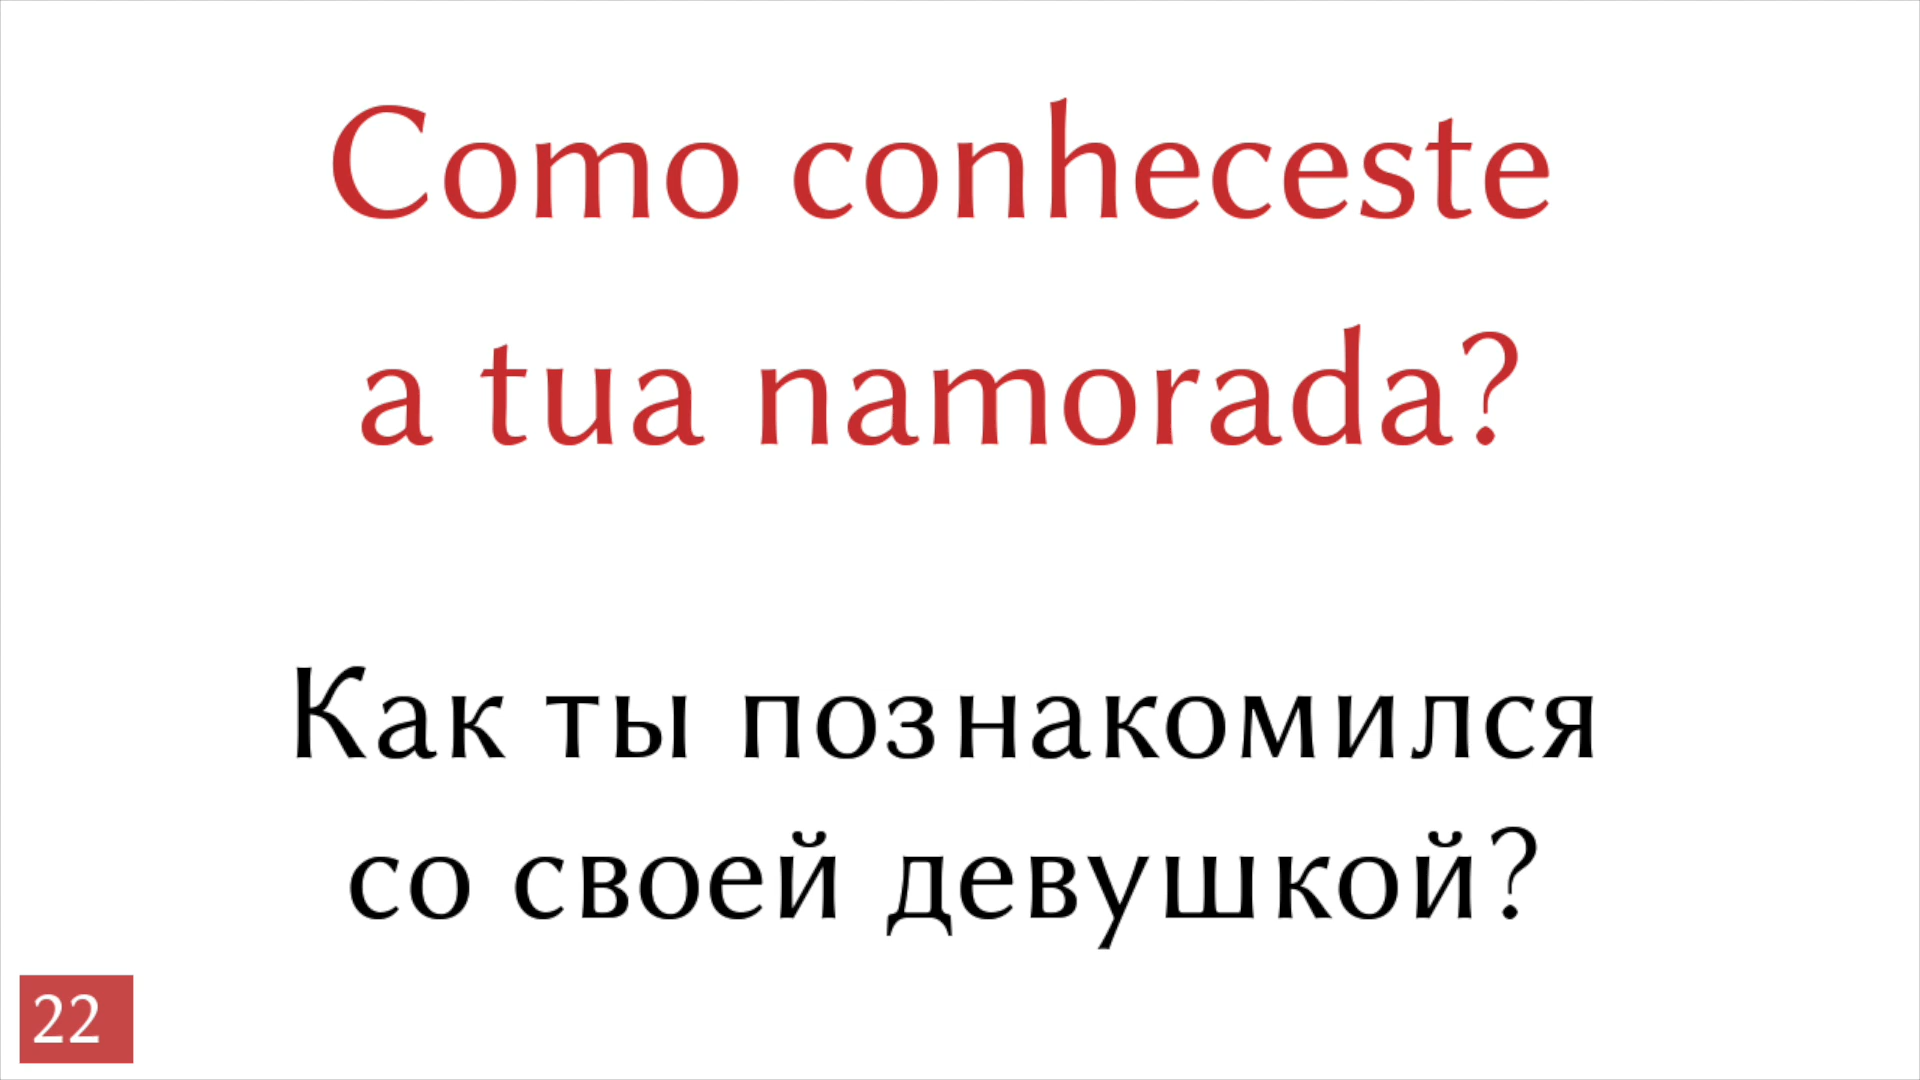 Como conheceste
a tua namorada?
Как ты познакомился
со своей девушкой?
22